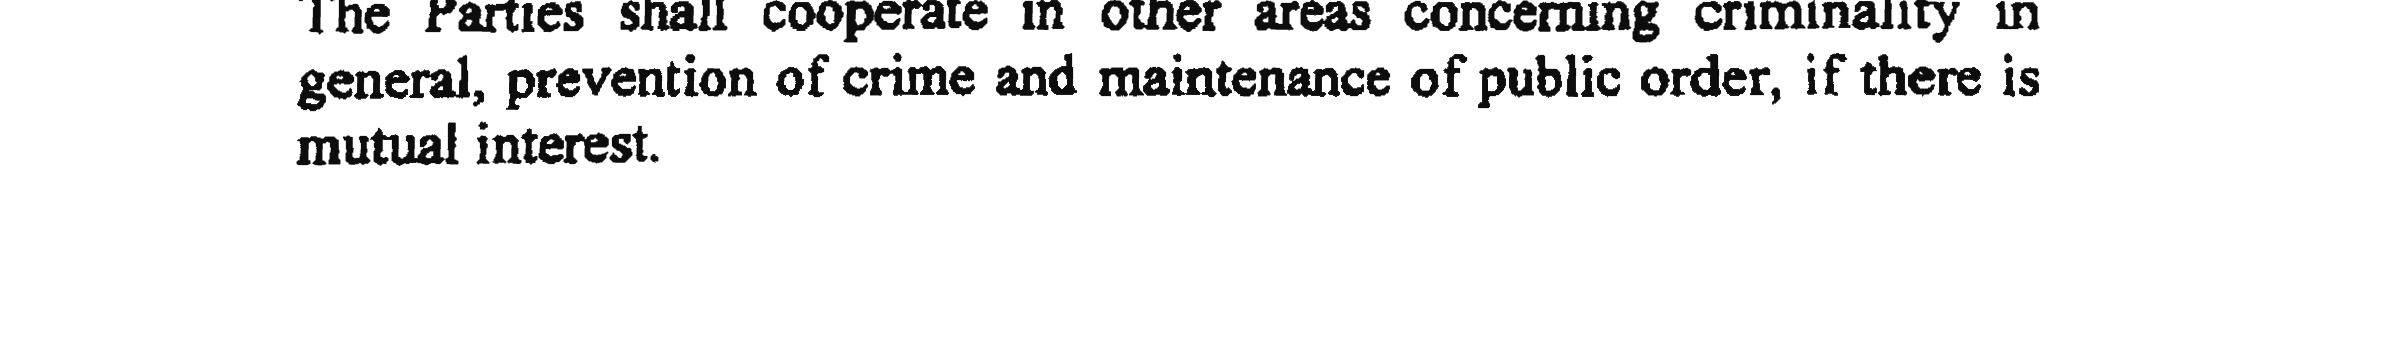 The Parties shall cooperate in other areas concerning criminality in
general, prevention of crime and maintenance of public order, if there is
mutual interest.